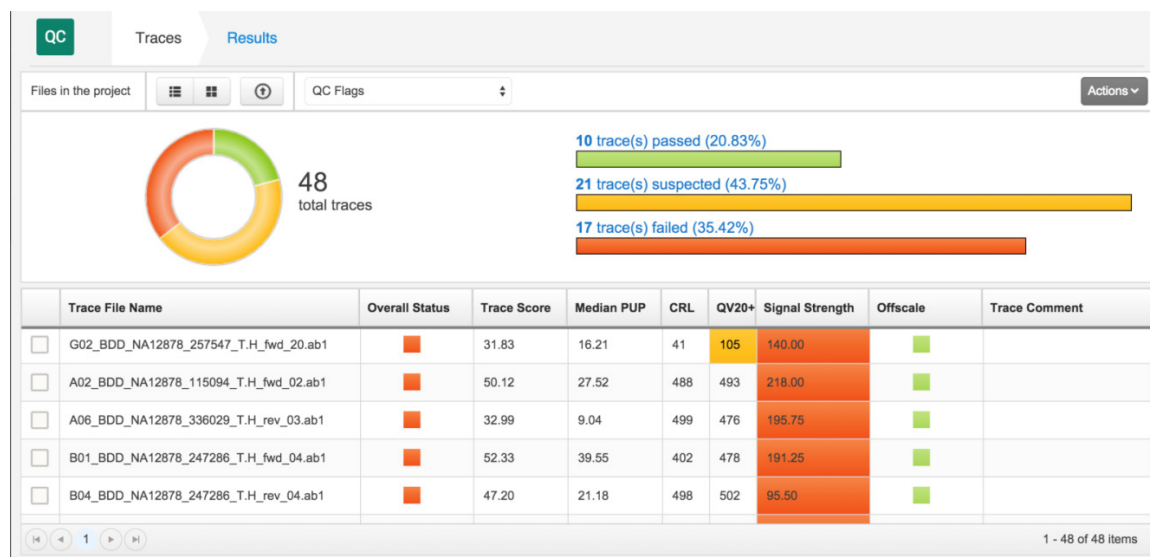 QC Traces Results
Files in the project QC Flags Actions
48
total traces
10 trace(s) passed (20.83%)
21 trace(s) suspected (43.75%)
17 trace(s) failed (35.42%)
Trace File Name Overall Status Trace Score Median PUP CRL QV20+ Signal Strength Offscale Trace Comment
G02_BDD_NA12878_257547_T.H_fwd_20.ab1 31.83 16.21 41 105 140.00
A02_BDD_NA12878_115094_T.H_fwd_02.ab1 50.12 27.52 488 493 218.00
A06_BDD_NA12878_336029_T.H_rev_03.ab1 32.99 9.04 499 476 195.75
B01_BDD_NA12878_247286_T.H_fwd_04.ab1 52.33 39.55 402 478 191.25
B04_BDD_NA12878_247286_T.H_rev_04.ab1 47.20 21.18 498 502 95.50
1 1 - 48 of 48 items